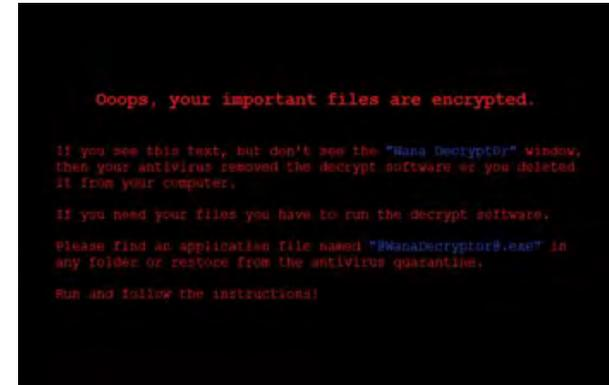 Ooops, your important files are encrypted.
If you see this text, but don't see the "Wana Decrypt0r" window,
then your antivirus removed the decrypt software or you deleted
it from your computer.
If you need your files you have to run the decrypt software.
Please find an application file named "@WanaDecryptor@.exe" in
any folder or restore from the antivirus quarantine.
Run and follow the instructions!